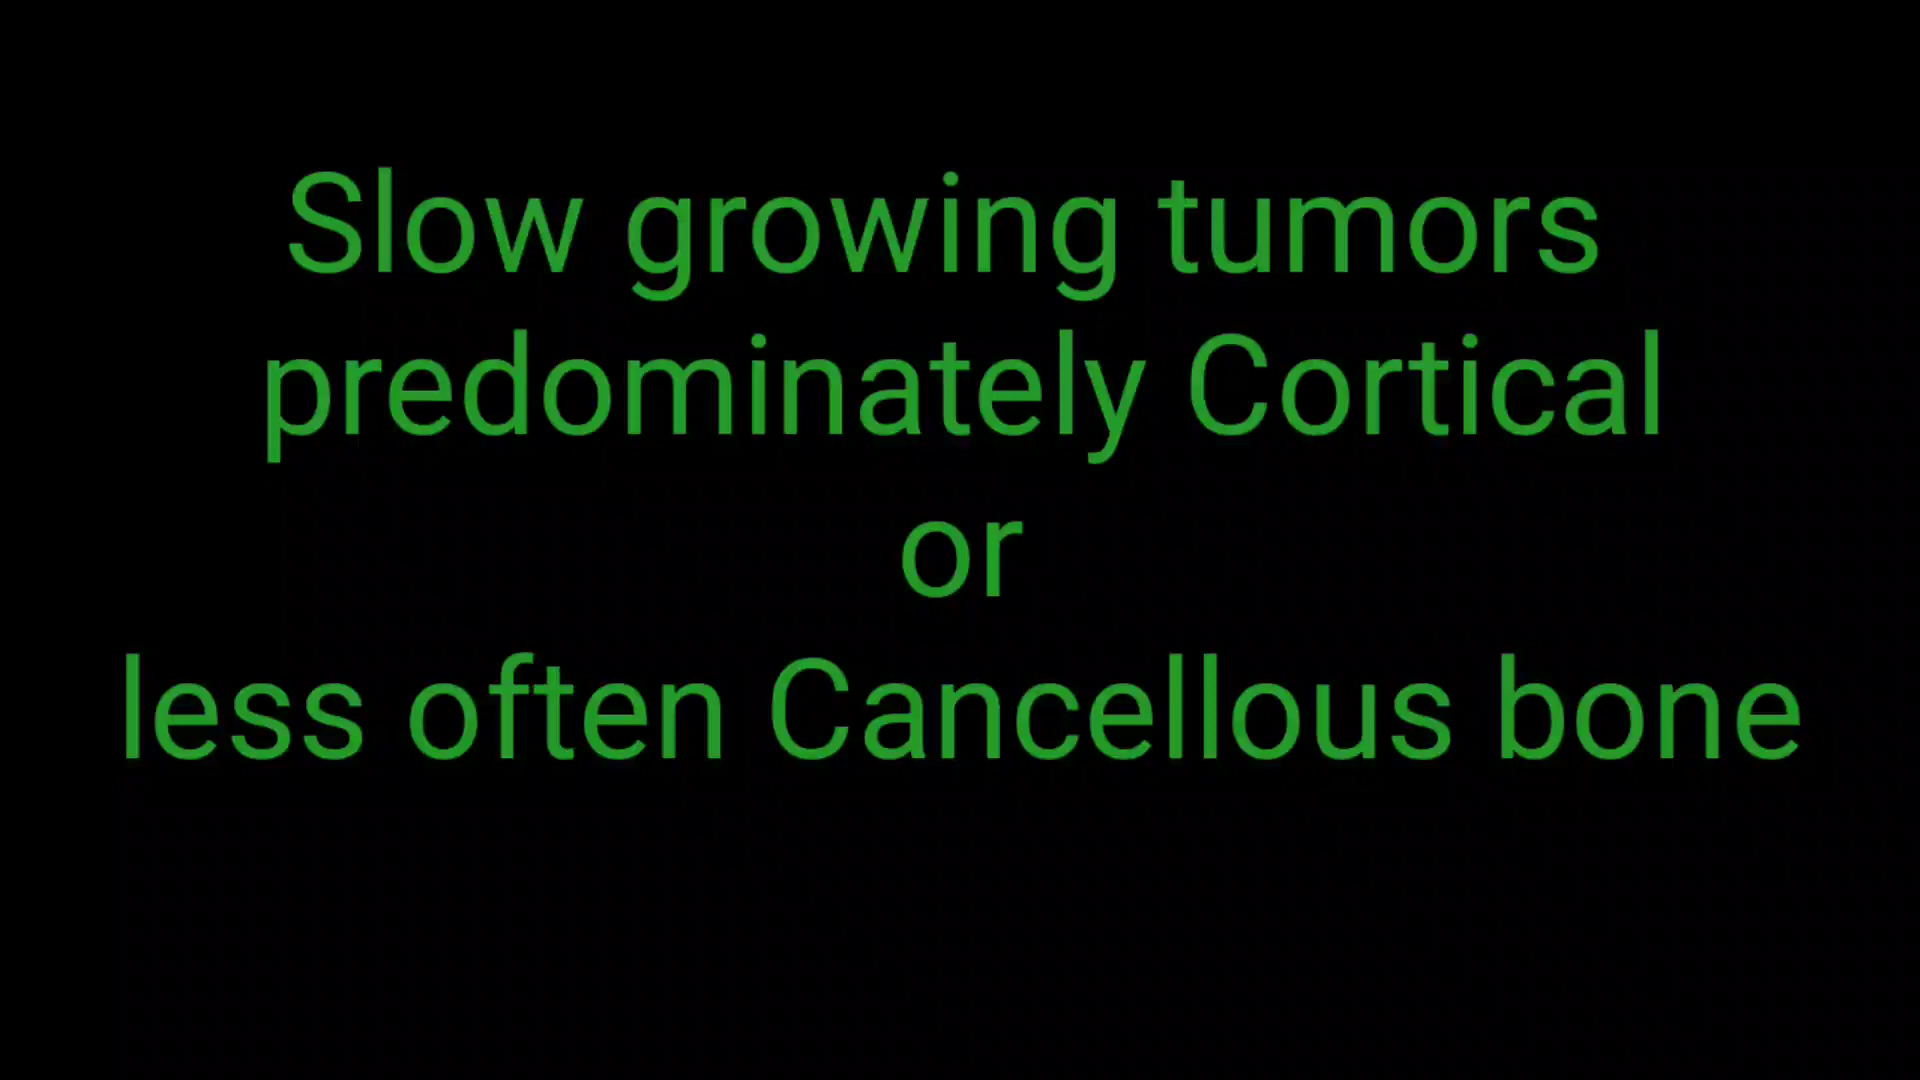 Slow growing tumors
predominately Cortical
or
less often Cancellous bone